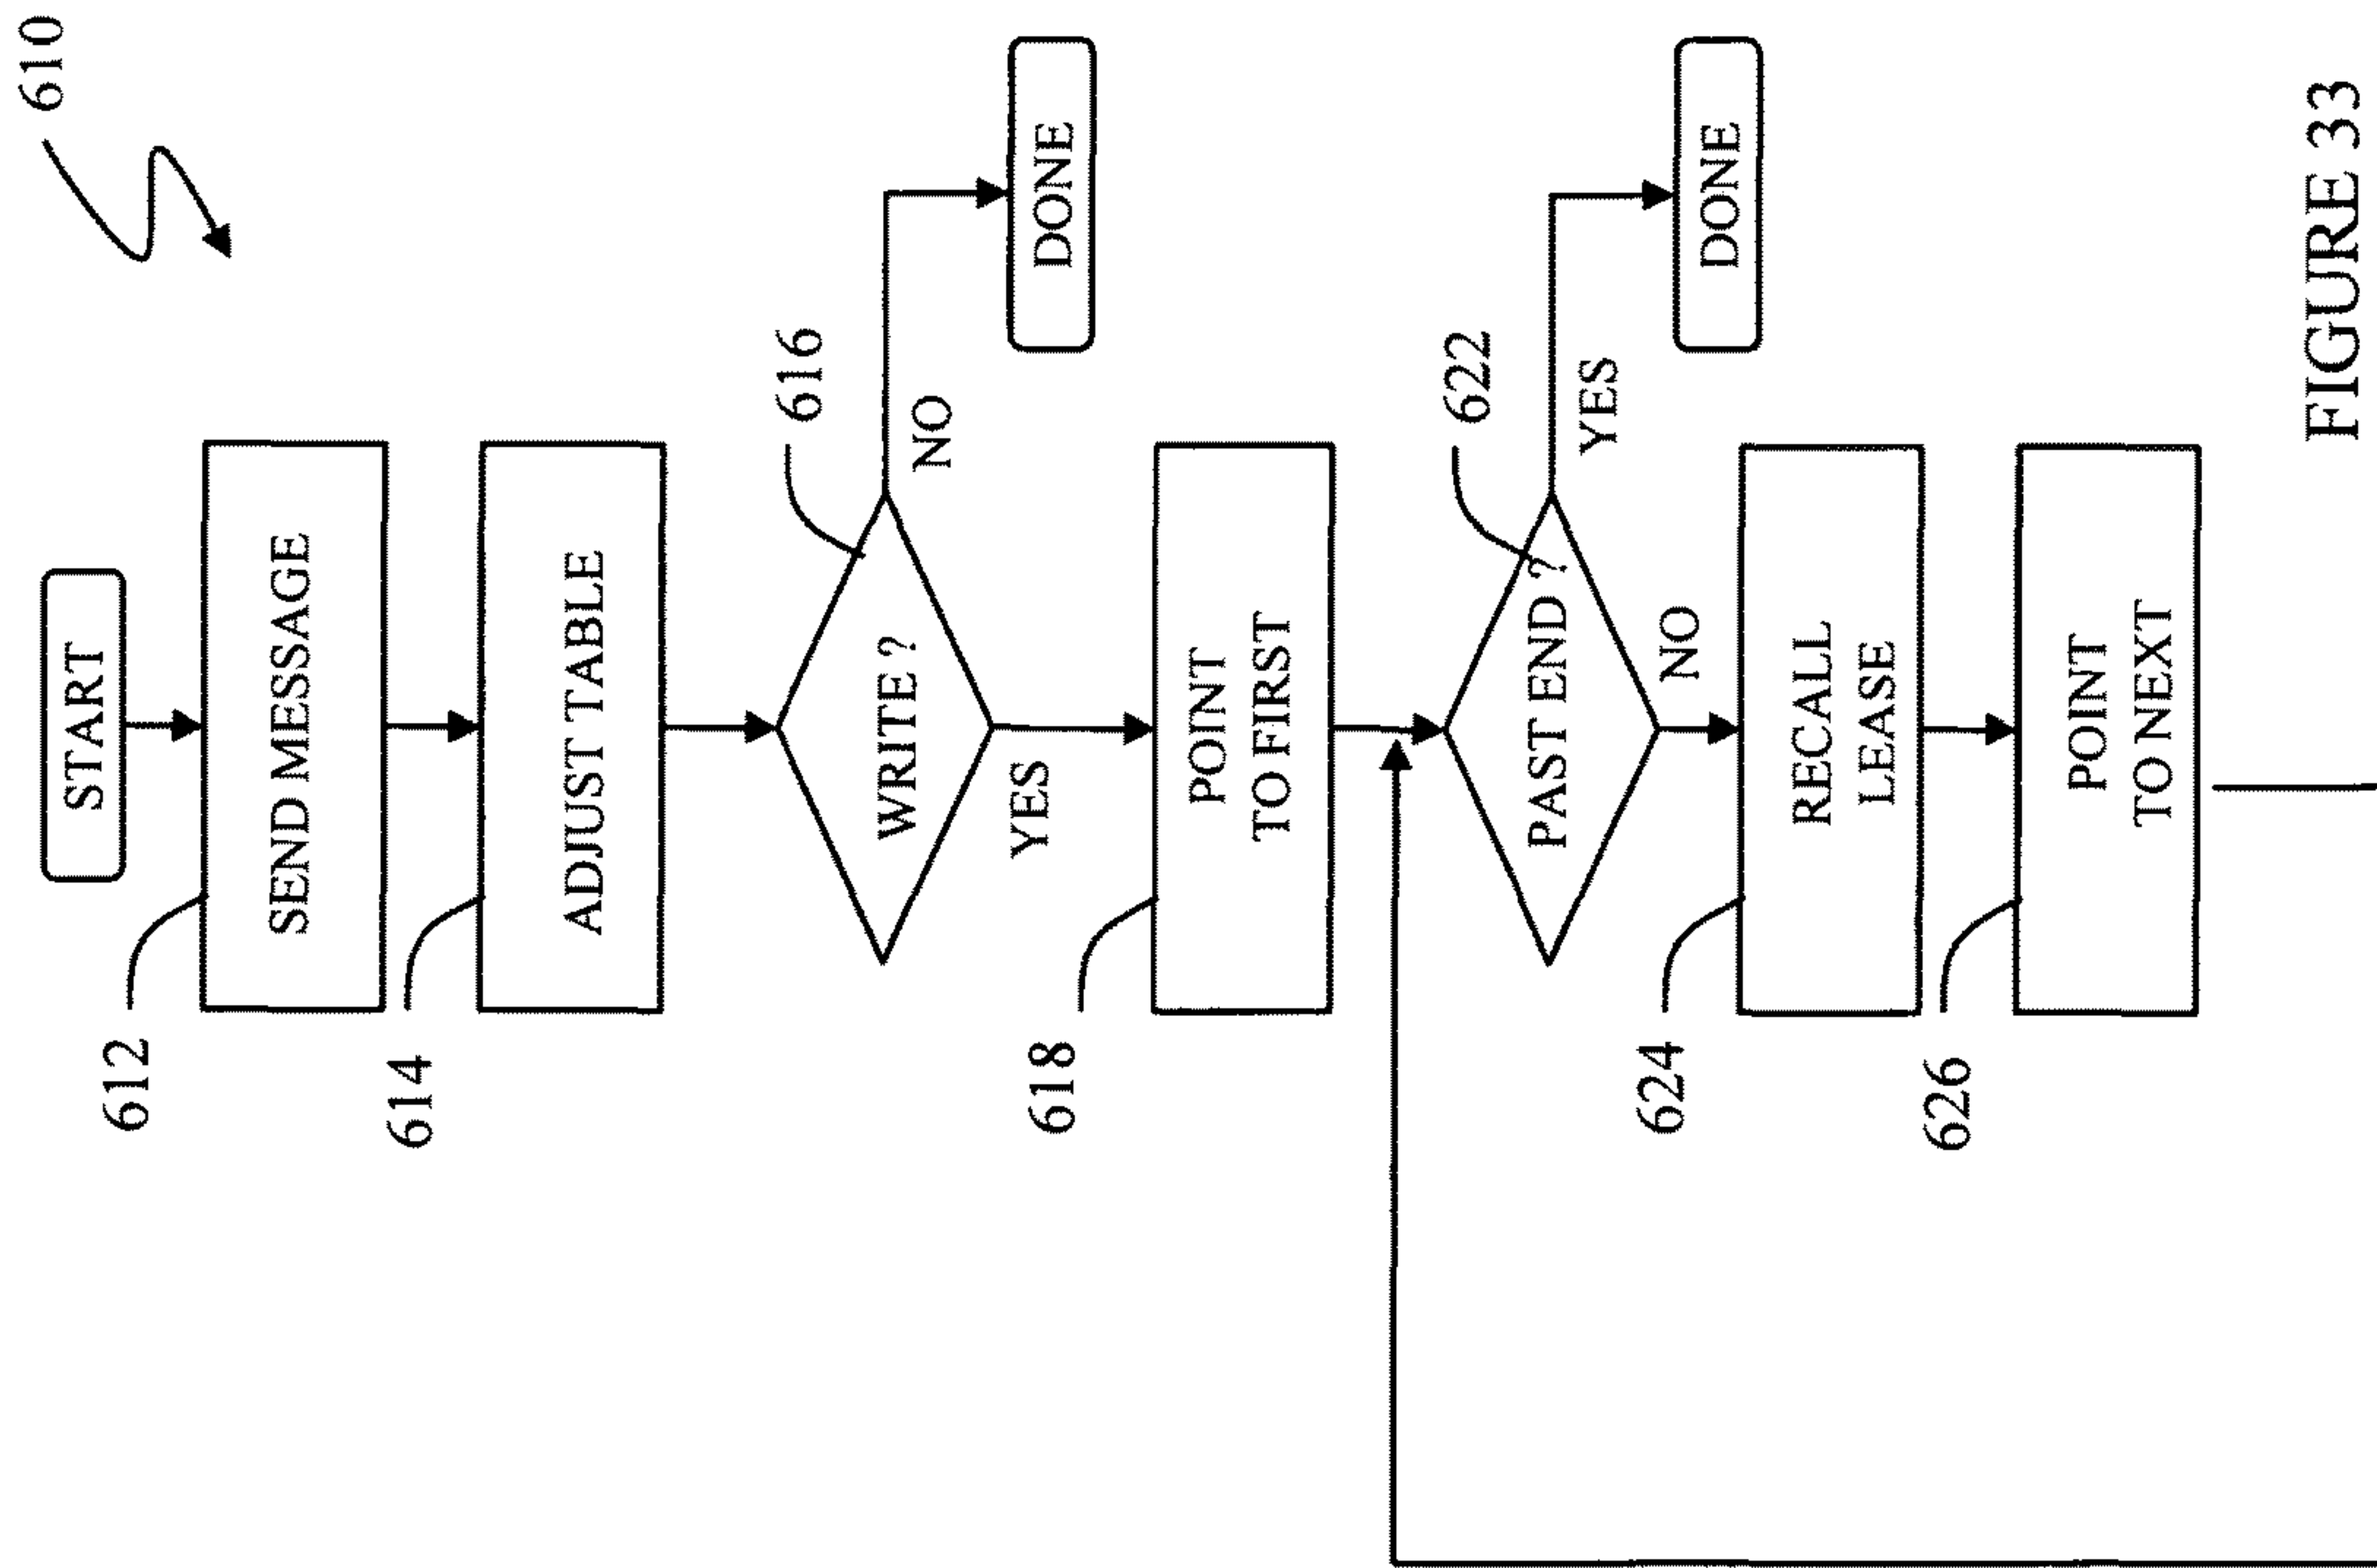 610
START
612
SEND MESSAGE
614
ADJUST TABLE
616
WRITE ?
NO
DONE
YES
618
POINT
TO FIRST
622
PAST END ?
YES
DONE
NO
624
RECALL
LEASE
626
POINT
TO NEXT
FIGURE 33